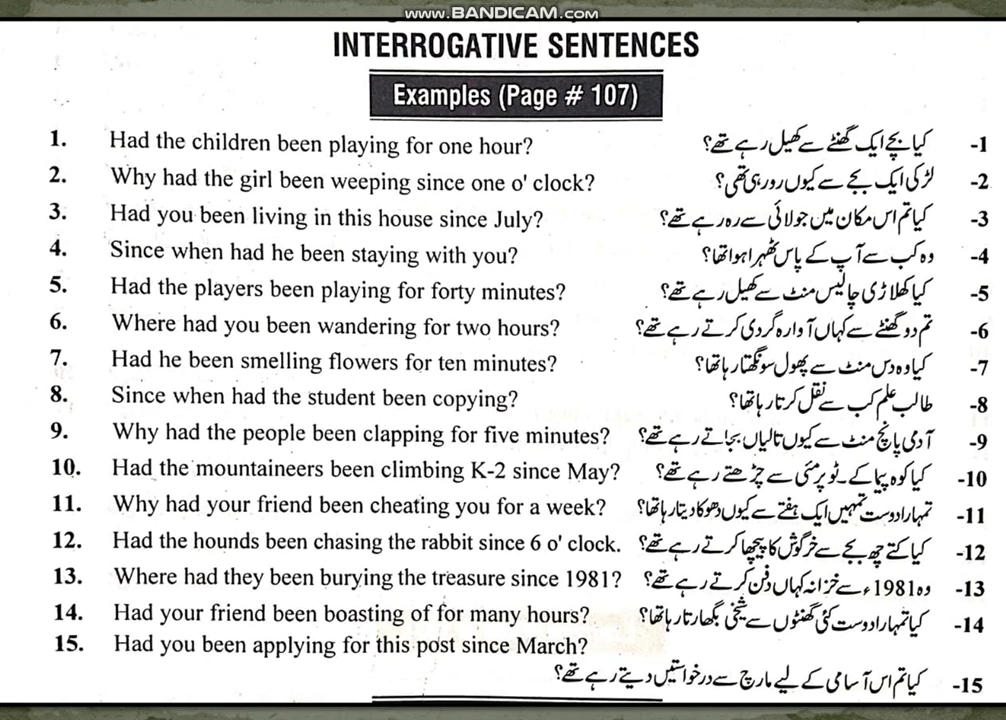 www.BANDICAM.com
INTERROGATIVE SENTENCES
Examples (Page # 107)
1. Had the children been playing for one hour? کیا بچے ایک گھنٹے سے کھیل رہے تھے؟ -1
2. Why had the girl been weeping since one o' clock? لڑکی ایک بجے سے کیوں رو رہی تھی؟ -2
3. Had you been living in this house since July? کیا تم اس مکان میں جولائی سے رہ رہے تھے؟ -3
4. Since when had he been staying with you? وہ کب سے آپ کے پاس ٹھہرا ہوا تھا؟ -4
5. Had the players been playing for forty minutes? کیا کھلاڑی چالیس منٹ سے کھیل رہے تھے؟ -5
6. Where had you been wandering for two hours? تم دو گھنٹے سے کہاں آوارہ گردی کرتے رہے تھے؟ -6
7. Had he been smelling flowers for ten minutes? کیا وہ دس منٹ سے پھول سونگھتا رہا تھا؟ -7
8. Since when had the student been copying? طالب علم کب سے نقل کرتا رہا تھا؟ -8
9. Why had the people been clapping for five minutes? آدمی پانچ منٹ سے کیوں تالیاں بجاتے رہے تھے؟ -9
10. Had the mountaineers been climbing K-2 since May? کیا کوہ پیما کے۔ٹو پر مئی سے چڑھتے رہے تھے؟ -10
11. Why had your friend been cheating you for a week? تمہارا دوست تمہیں ایک ہفتے سے کیوں دھوکا دیتا رہا تھا؟ -11
12. Had the hounds been chasing the rabbit since 6 o' clock. کیا کتے چھ بجے سے خرگوش کا پیچھا کرتے رہے تھے؟ -12
13. Where had they been burying the treasure since 1981? وہ 1981ء سے خزانہ کہاں دفن کرتے رہے تھے؟ -13
14. Had your friend been boasting of for many hours? کیا تمہارا دوست کئی گھنٹوں سے شیخی بگھارتا رہا تھا؟ -14
15. Had you been applying for this post since March?
کیا تم اس آسامی کے لیے مارچ سے درخواستیں دیتے رہے تھے؟ -15